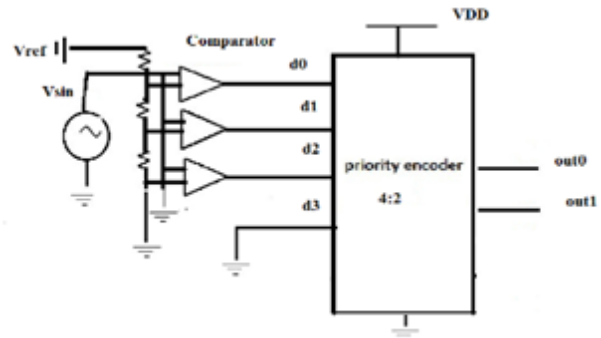 VDD
Comparator
Vref
d0
Vsin
d1
d2
priority encoder
out0
4:2
d3
out1